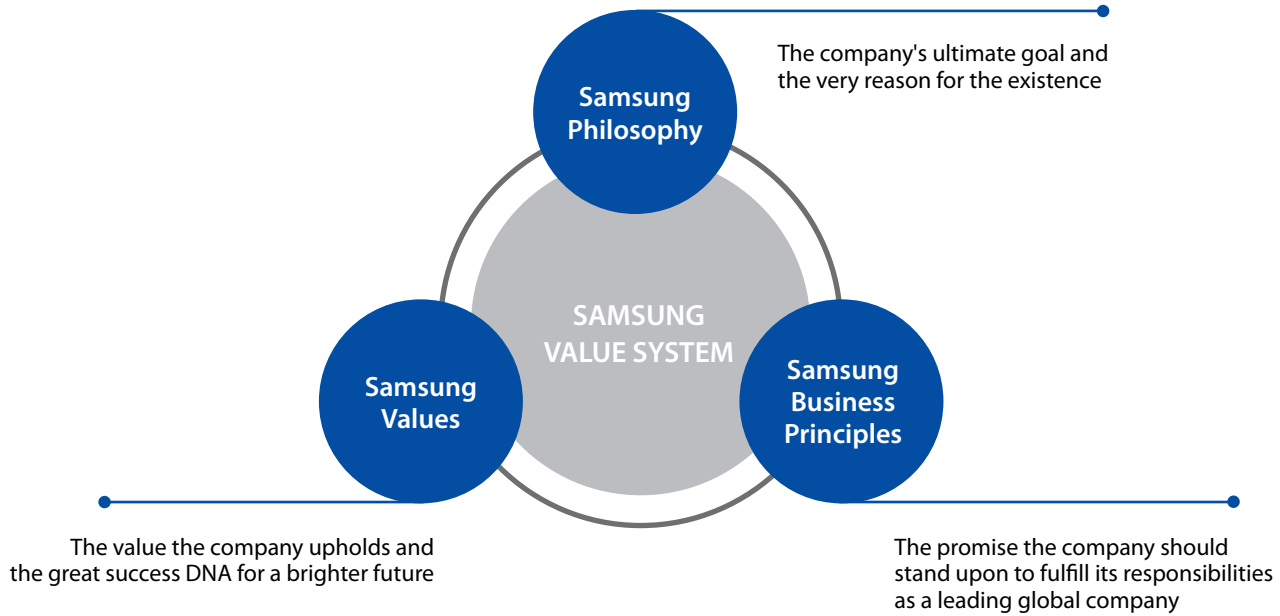 The company's ultimate goal and
the very reason for the existence
Samsung
Philosophy
SAMSUNG
VALUE SYSTEM
Samsung
Values
Samsung
Business
Principles
The value the company upholds and
the great success DNA for a brighter future
The promise the company should
stand upon to fulfill its responsibilities
as a leading global company